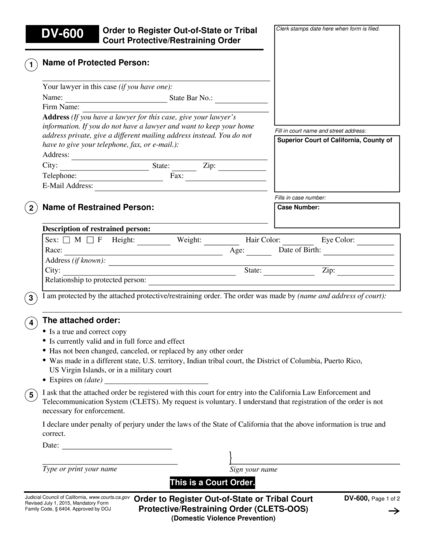 DV-600
Order to Register Out-of-State or Tribal
Court Protective/Restraining Order
Clerk stamps date here when form is filed.
1
Name of Protected Person:
Your lawyer in this case (if you have one):
Name:
State Bar No.:
Firm Name:
Address (If you have a lawyer for this case, give your lawyer's
information. If you do not have a lawyer and want to keep your home
address private, give a different mailing address instead. You do not
have to give your telephone, fax, or e-mail.):
Address:
City: State: Zip:
Telephone: Fax:
E-Mail Address:
Fill in court name and street address:
Superior Court of California, County of
Fills in case number:
Case Number:
2
Name of Restrained Person:
Description of restrained person:
Sex: M F Height: Weight: Hair Color: Eye Color:
Race: Age: Date of Birth:
Address (if known):
City: State: Zip:
Relationship to protected person:
3
I am protected by the attached protective/restraining order. The order was made by (name and address of court):
4
The attached order:
• Is a true and correct copy
• Is currently valid and in full force and effect
• Has not been changed, canceled, or replaced by any other order
• Was made in a different state, U.S. territory, Indian tribal court, the District of Columbia, Puerto Rico,
US Virgin Islands, or in a military court
• Expires on (date)
5
I ask that the attached order be registered with this court for entry into the California Law Enforcement and
Telecommunication System (CLETS). My request is voluntary. I understand that registration of the order is not
necessary for enforcement.
I declare under penalty of perjury under the laws of the State of California that the above information is true and
correct.
Date:
Type or print your name
Sign your name
This is a Court Order.
Judicial Council of California, www.courts.ca.gov
Revised July 1, 2015, Mandatory Form
Family Code, § 6404, Approved by DOJ
Order to Register Out-of-State or Tribal Court
Protective/Restraining Order (CLETS-OOS)
(Domestic Violence Prevention)
DV-600, Page 1 of 2